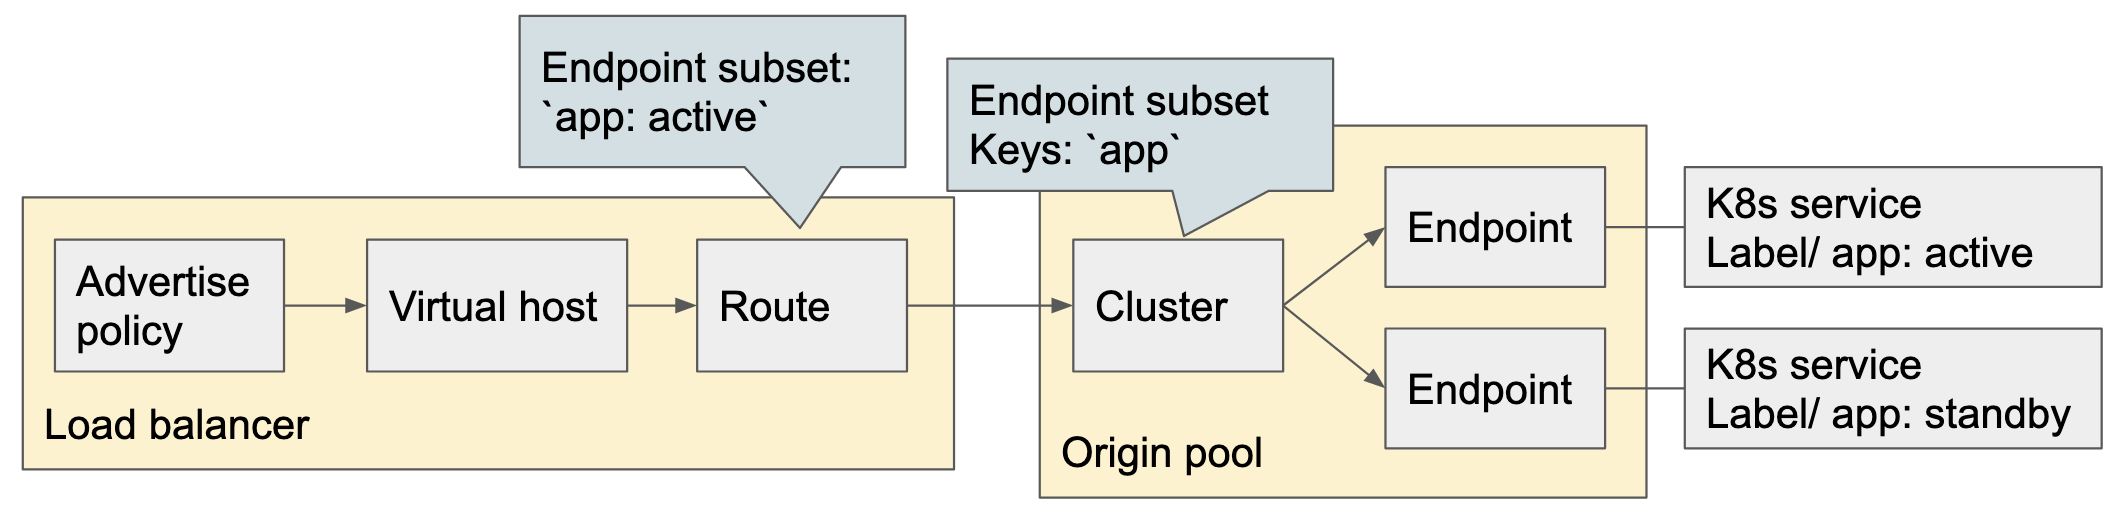 Endpoint subset:
`app: active`
Endpoint subset
Keys: `app`
Advertise
policy
Virtual host
Route
Load balancer
Cluster
Endpoint
Endpoint
Origin pool
K8s service
Label/ app: active
K8s service
Label/ app: standby